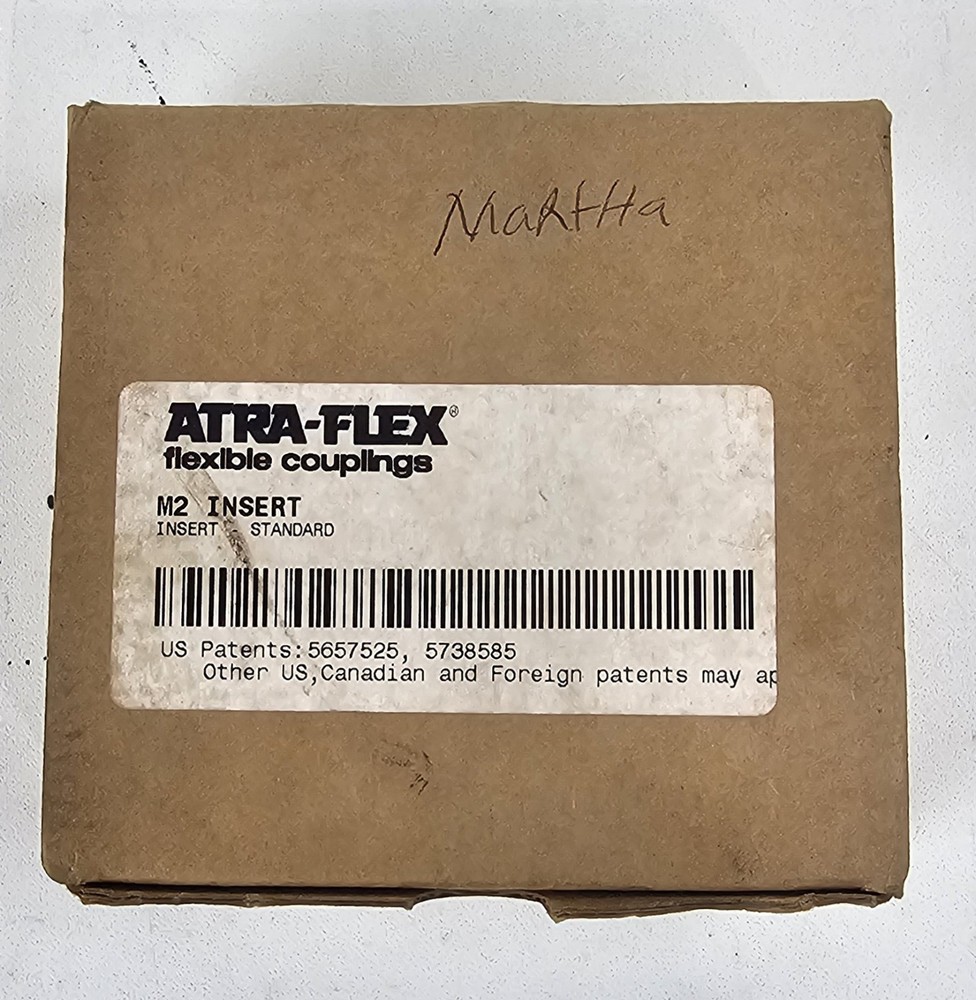 MaRtHa
ATRA-FLEX®
flexible couplings
M2 INSERT
INSERT - STANDARD
US Patents: 5657525, 5738585
Other US,Canadian and Foreign patents may ap